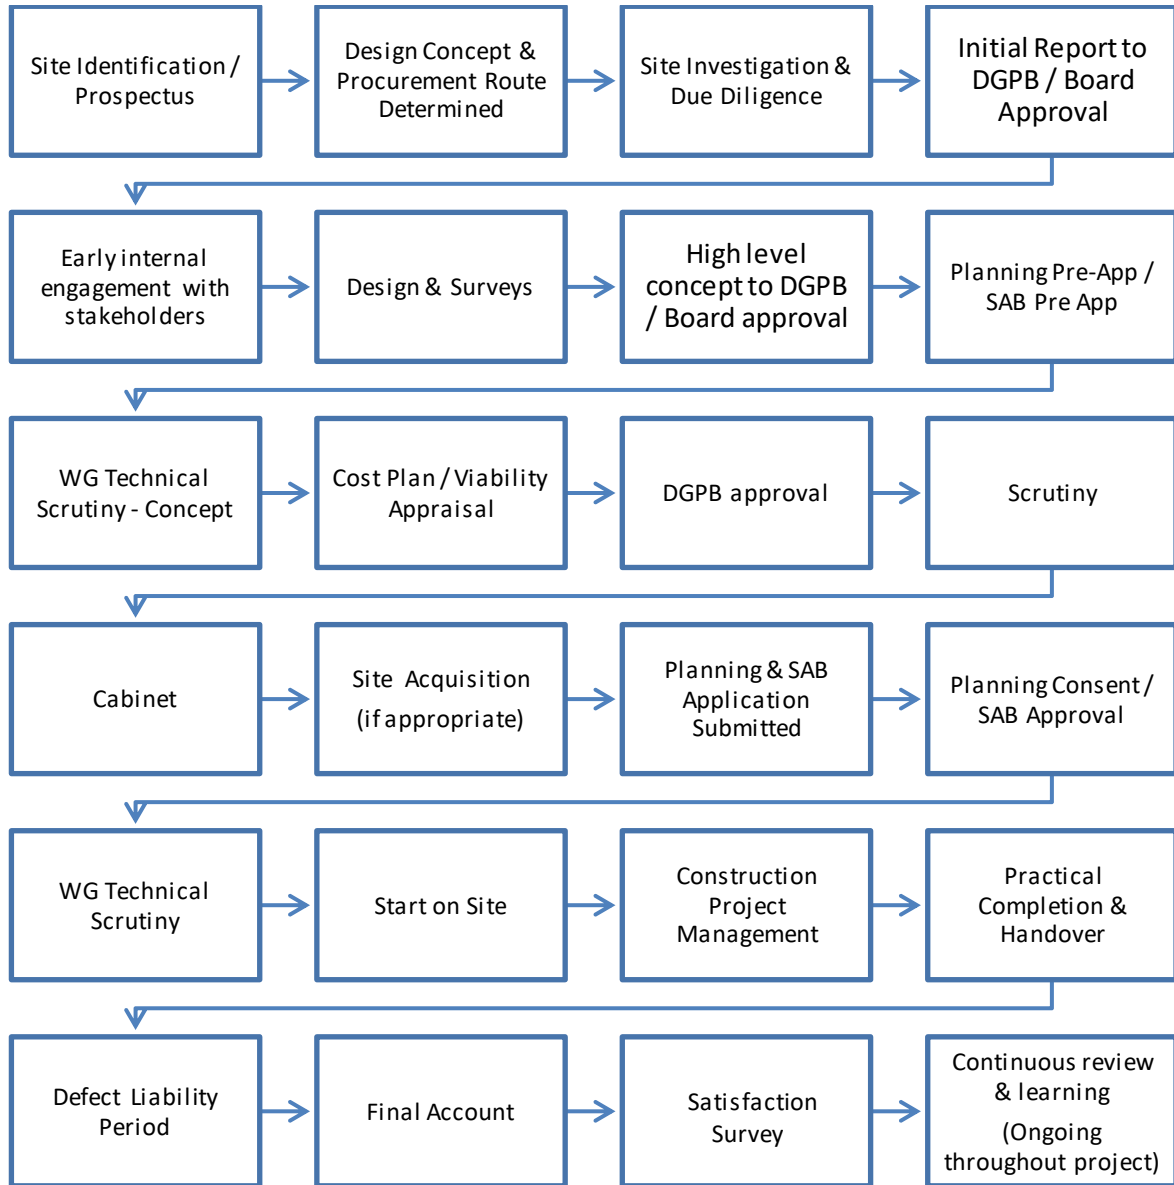 Site Identification /
Prospectus
Design Concept &
Procurement Route
Determined
Site Investigation &
Due Diligence
Initial Report to
DGPB / Board
Approval
Early internal
engagement with
stakeholders
Design & Surveys
High level
concept to DGPB
/ Board approval
Planning Pre-App /
SAB Pre App
WG Technical
Scrutiny - Concept
Cost Plan / Viability
Appraisal
DGPB approval
Scrutiny
Cabinet
Site Acquisition
(if appropriate)
Planning & SAB
Application
Submitted
Planning Consent /
SAB Approval
WG Technical
Scrutiny
Start on Site
Construction
Project
Management
Practical
Completion &
Handover
Defect Liability
Period
Final Account
Satisfaction
Survey
Continuous review
& learning
(Ongoing
throughout project)